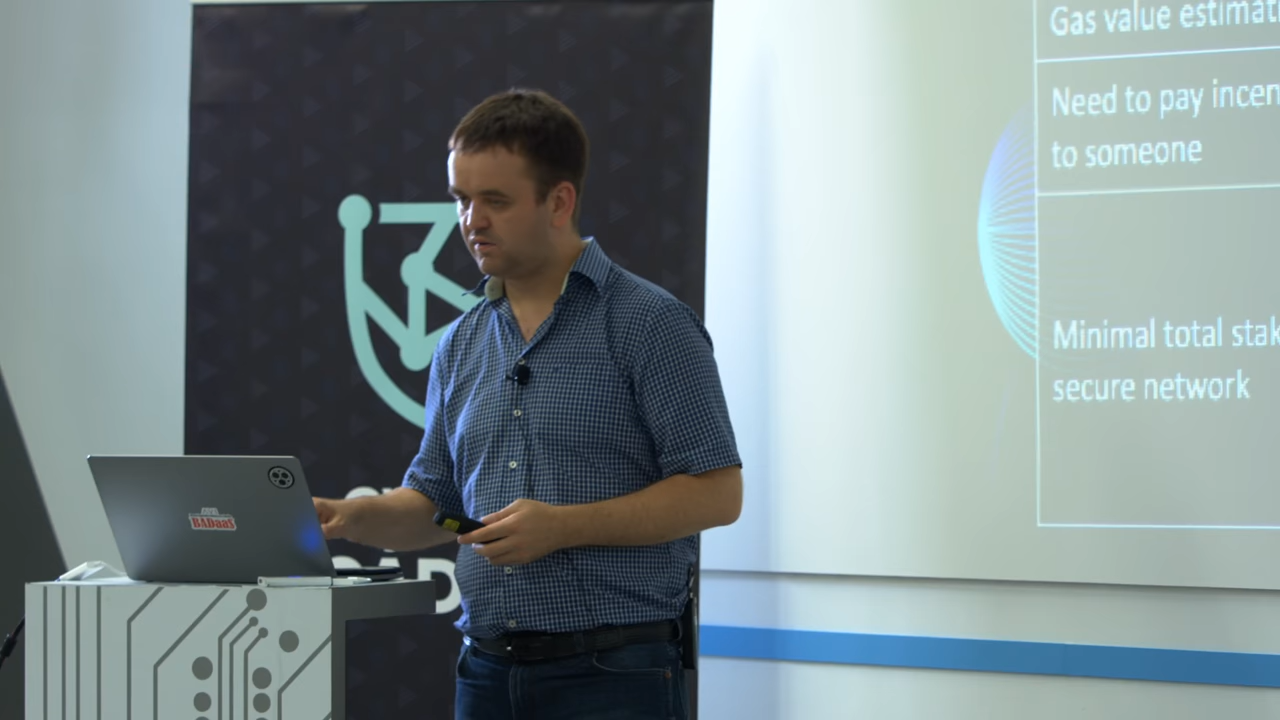 Gas value estimat
Need to pay incen
to someone
Minimal total stak
secure network
BADaaS